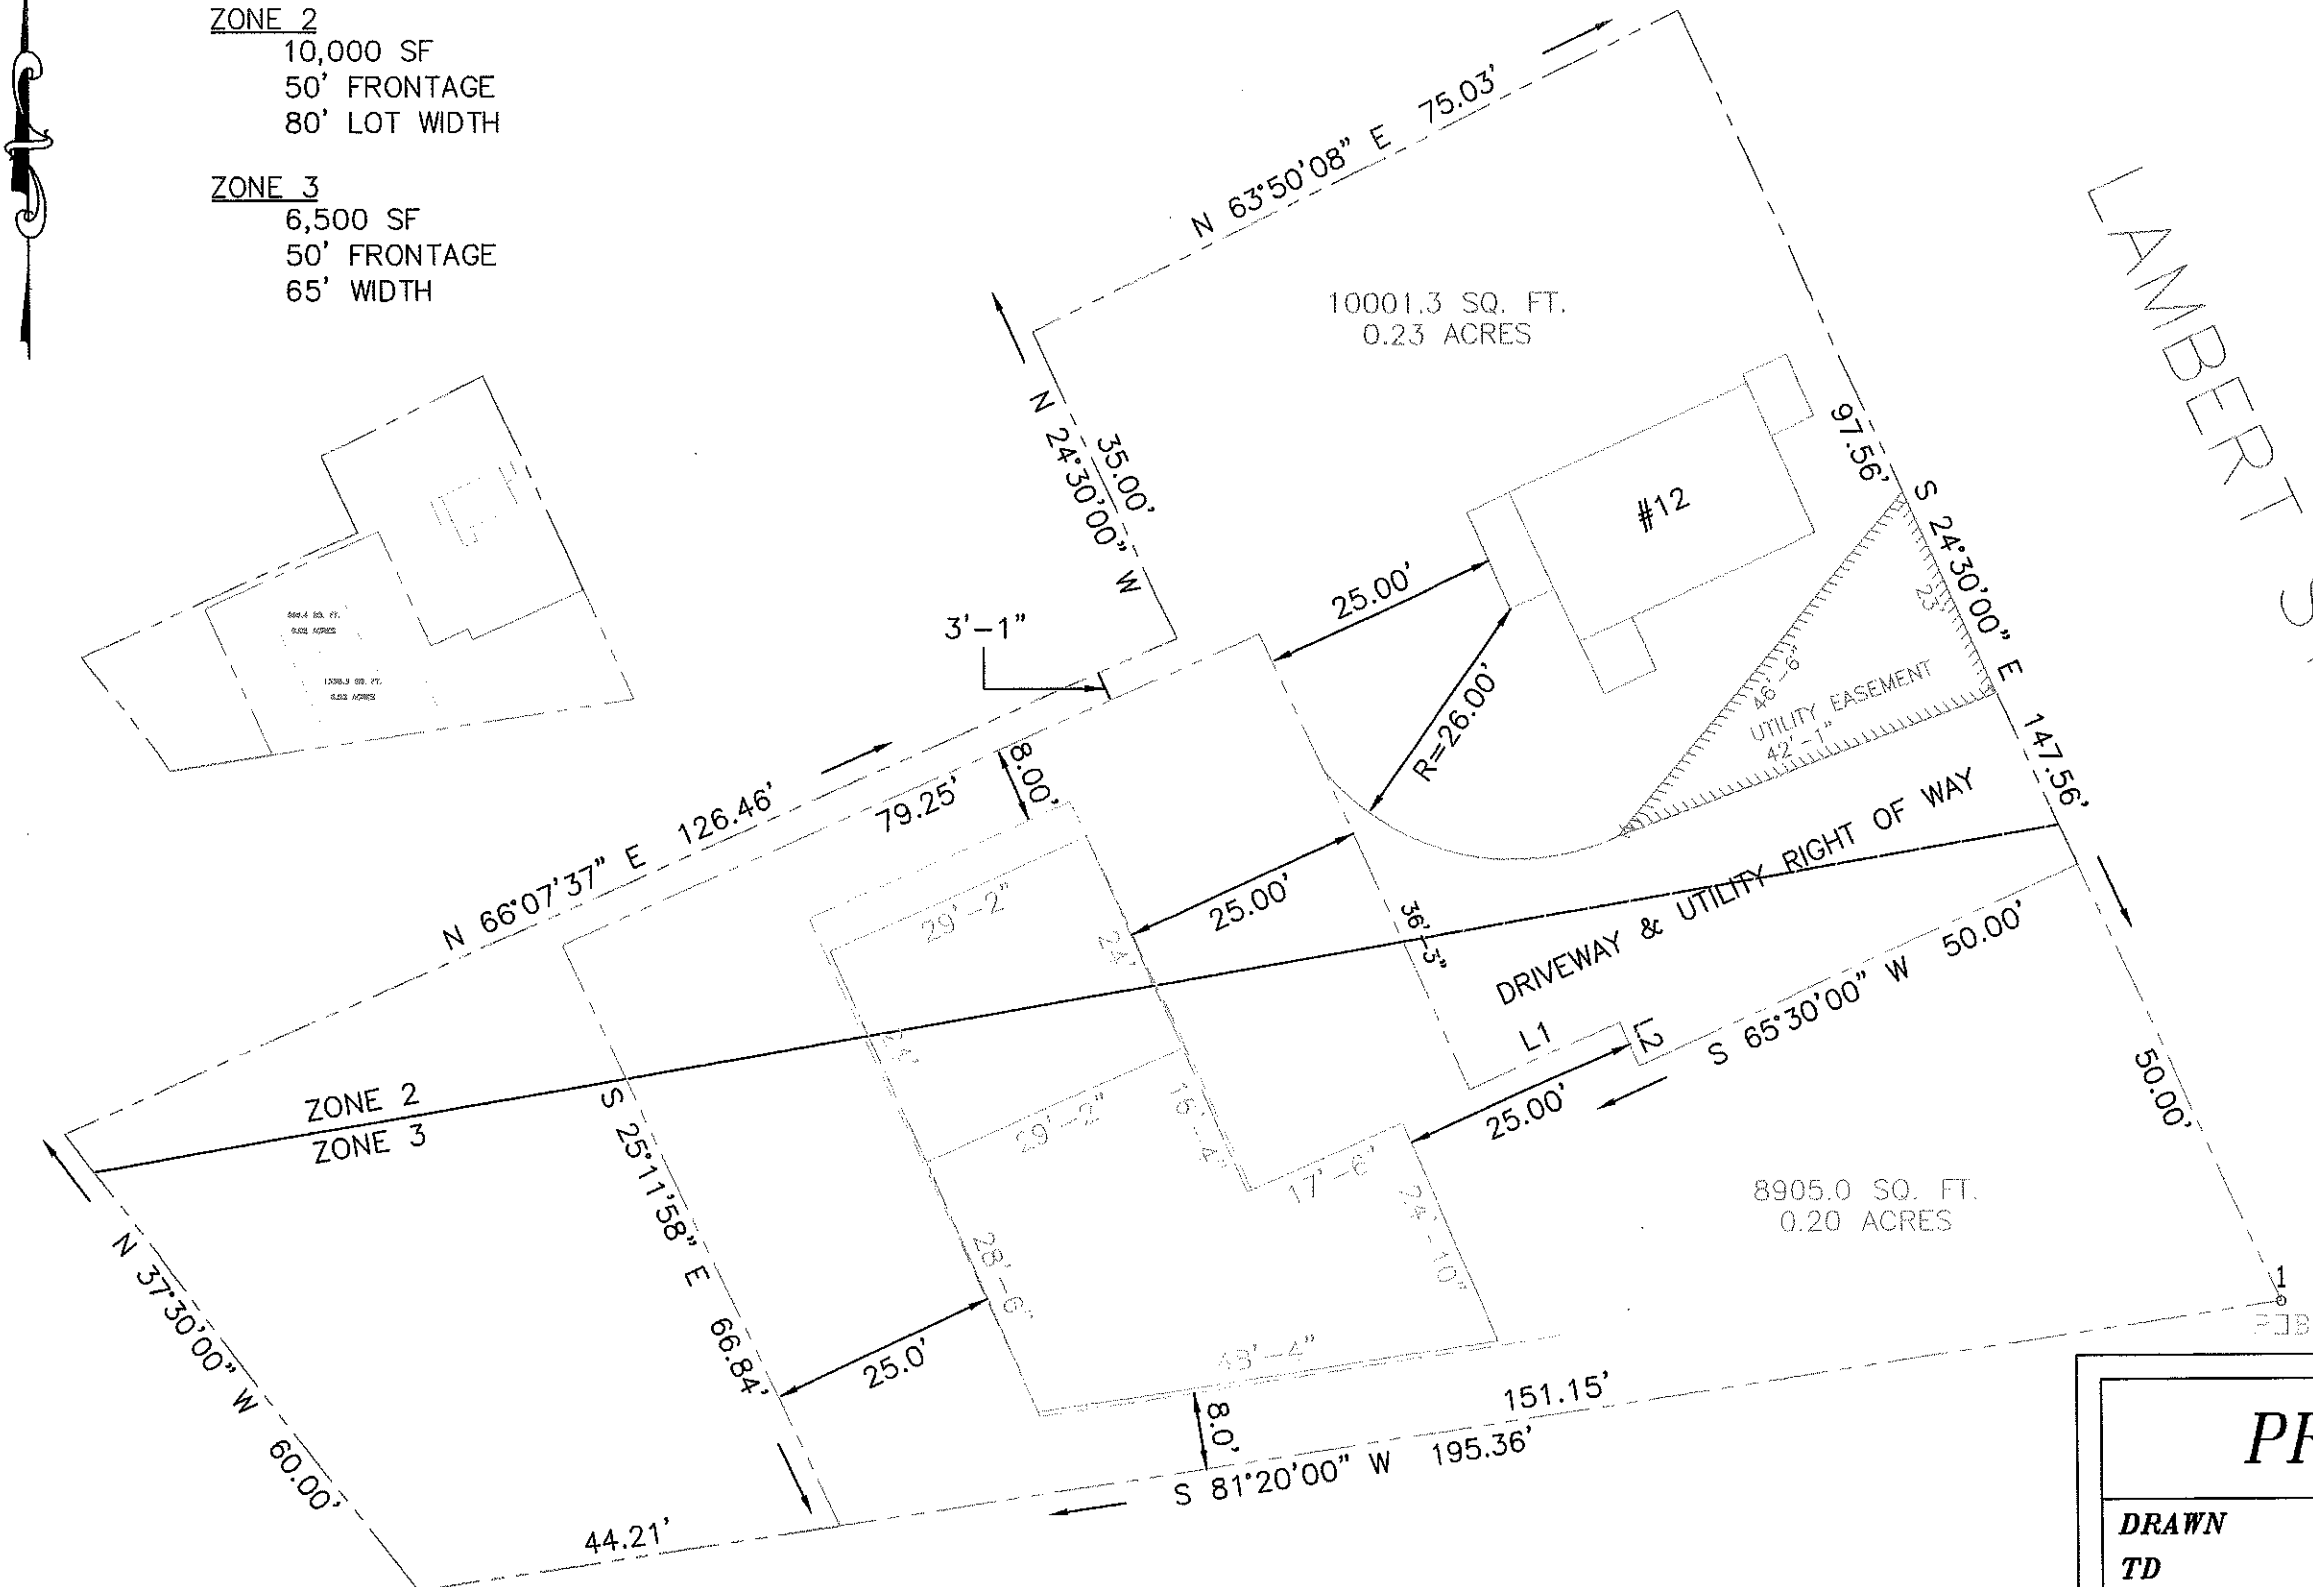 ZONE 2
10,000 SF
50' FRONTAGE
80' LOT WIDTH
ZONE 3
6,500 SF
50' FRONTAGE
65' WIDTH
N 63°50'08" E 75.03'
10001.3 SQ. FT.
0.23 ACRES
LAMBERT
N 24°30'00" W
35.00'
#12
97.56'
S 24°30'00" E 147.56'
25.00'
3'-1"
R=26.00'
46'-6"
UTILITY EASEMENT
42'-1"
23'
N 66°07'37" E 126.46'
79.25'
8.00'
29'-2"
24'
25.00'
36'-5"
DRIVEWAY & UTILITY RIGHT OF WAY
L1
L2
S 65°30'00" W 50.00'
50.00'
ZONE 2
ZONE 3
24'
29'-2"
16'-4"
17'-6"
25.00'
24'-10"
8905.0 SQ. FT.
0.20 ACRES
S 25°11'58" E 66.84'
28'-6"
25.0'
N 37°30'00" W 60.00'
48'-4"
8.0'
151.15'
S 81°20'00" W 195.36'
44.21'
1
POB
PR
DRAWN
TD